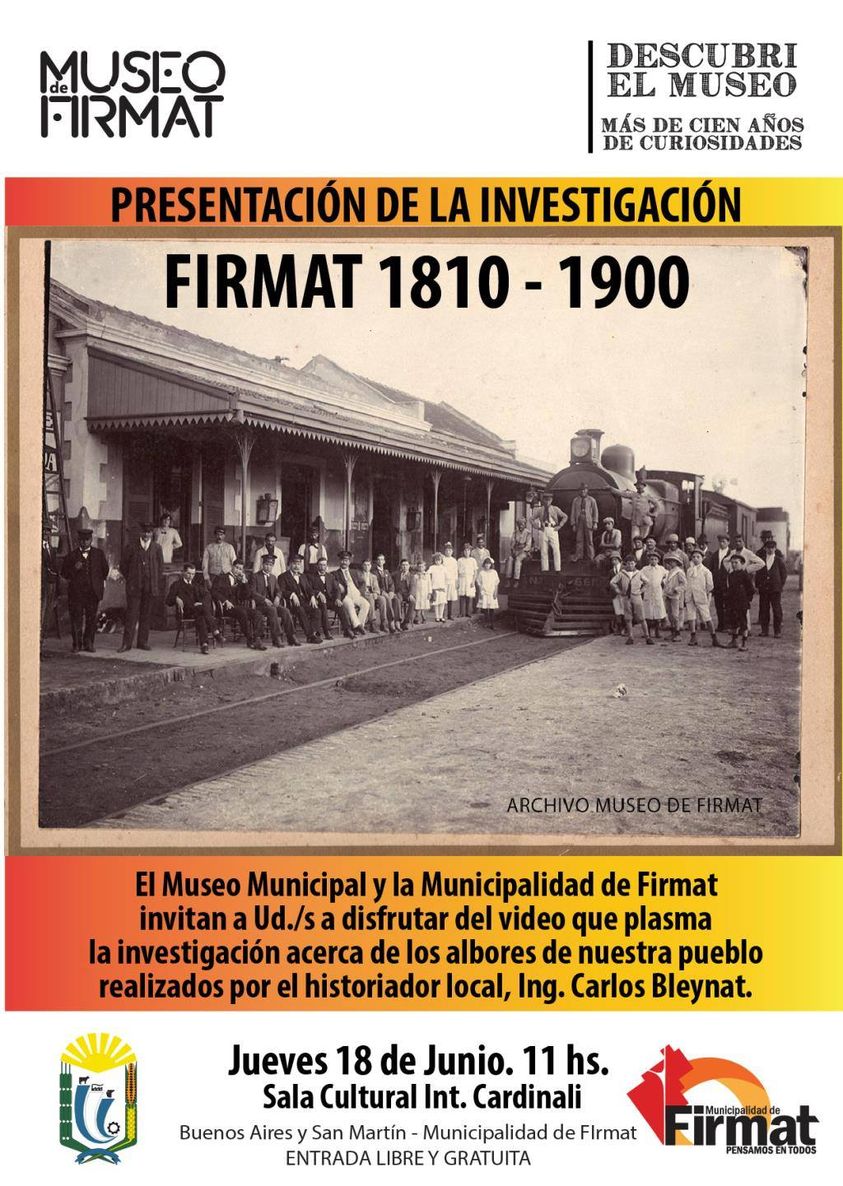 MUSEO
de
FIRMAT
DESCUBRI
EL MUSEO
MÁS DE CIEN AÑOS
DE CURIOSIDADES
PRESENTACIÓN DE LA INVESTIGACIÓN
FIRMAT 1810 - 1900
ARCHIVO MUSEO DE FIRMAT
El Museo Municipal y la Municipalidad de Firmat
invitan a Ud./s a disfrutar del video que plasma
la investigación acerca de los albores de nuestra pueblo
realizados por el historiador local, Ing. Carlos Bleynat.
Jueves 18 de Junio. 11 hs.
Sala Cultural Int. Cardinali
Buenos Aires y San Martín - Municipalidad de FIrmat
ENTRADA LIBRE Y GRATUITA
Municipalidad de
Firmat
PENSAMOS EN TODOS